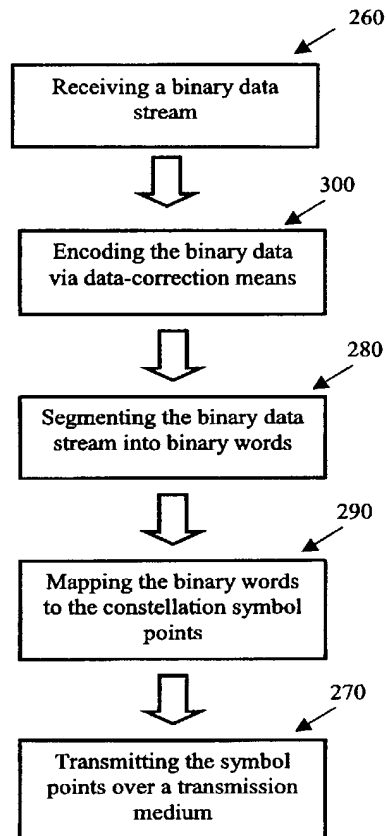 260
Receiving a binary data
stream
300
Encoding the binary data
via data-correction means
280
Segmenting the binary data
stream into binary words
290
Mapping the binary words
to the constellation symbol
points
270
Transmitting the symbol
points over a transmission
medium